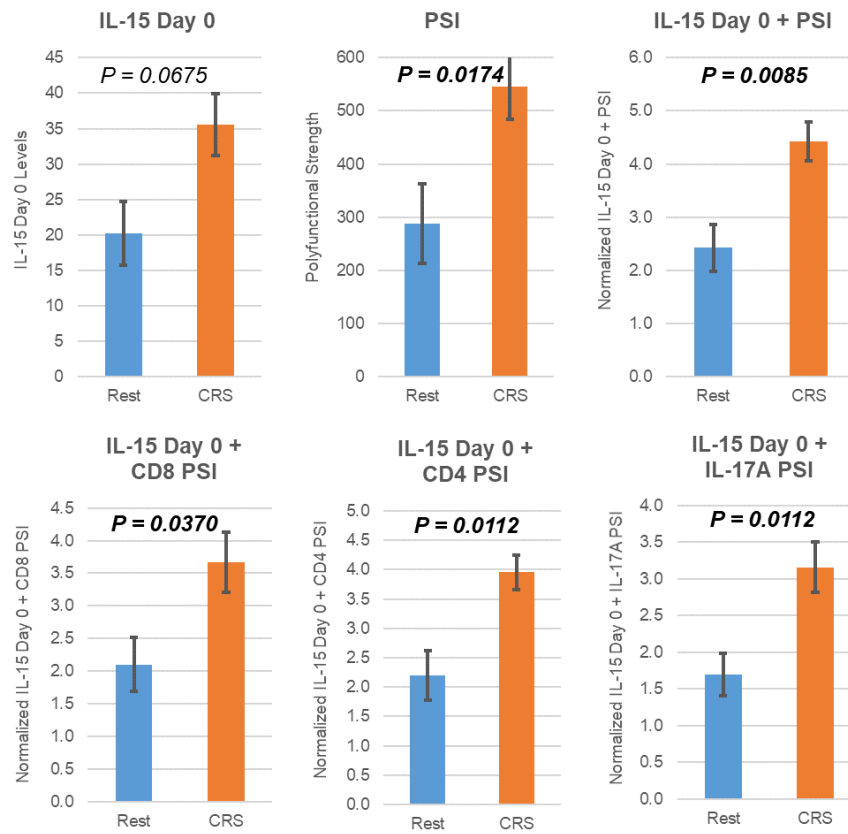 IL-15 Day 0
P = 0.0675
IL-15 Day 0 Levels
45
40
35
30
25
20
15
10
5
0
Rest
CRS
PSI
P = 0.0174
Polyfunctional Strength
600
500
400
300
200
100
0
Rest
CRS
IL-15 Day 0 + PSI
P = 0.0085
Normalized IL-15 Day 0 + PSI
6.0
5.0
4.0
3.0
2.0
1.0
0.0
Rest
CRS
IL-15 Day 0 +
CD8 PSI
P = 0.0370
Normalized IL-15 Day 0 + CD8 PSI
4.5
4.0
3.5
3.0
2.5
2.0
1.5
1.0
0.5
0.0
Rest
CRS
IL-15 Day 0 +
CD4 PSI
P = 0.0112
Normalized IL-15 Day 0 + CD4 PSI
5.0
4.5
4.0
3.5
3.0
2.5
2.0
1.5
1.0
0.5
0.0
Rest
CRS
IL-15 Day 0 +
IL-17A PSI
P = 0.0112
Normalized IL-15 Day 0 + IL-17A PSI
4.0
3.5
3.0
2.5
2.0
1.5
1.0
0.5
0.0
Rest
CRS